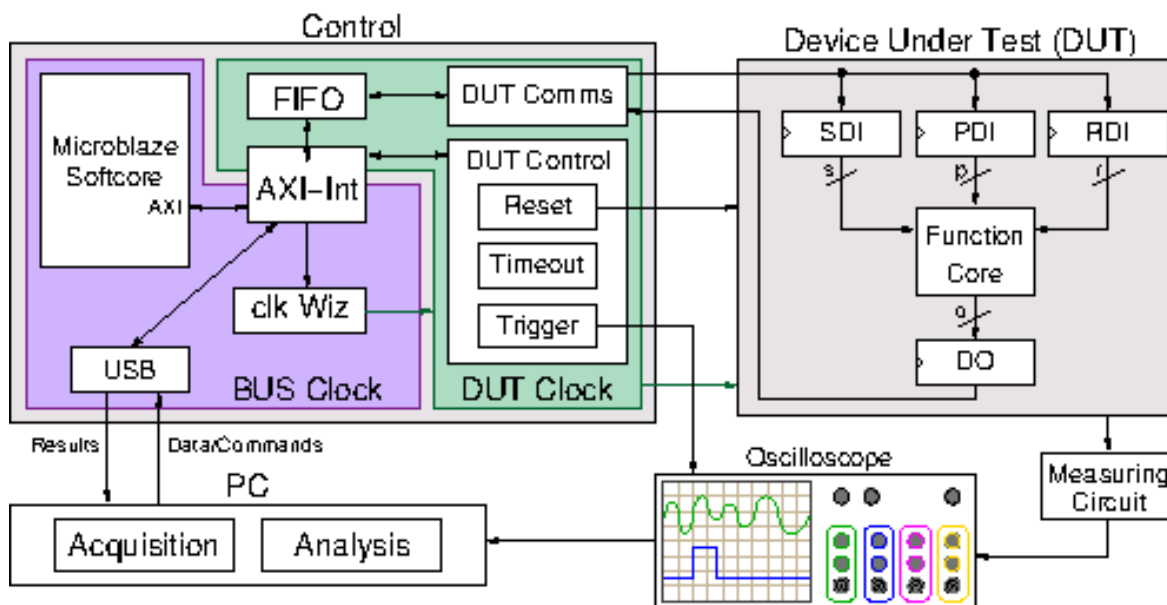 Control
Device Under Test (DUT)
FIFO
DUT Comms
SDI
PDI
RDI
Microblaze
Softcore
AXI
AXI-Int
DUT Control
Reset
Timeout
Trigger
s
p
r
Function
Core
o
DO
clk Wiz
USB
BUS Clock
DUT Clock
Results
Data/Commands
PC
Acquisition
Analysis
Oscilloscope
Measuring
Circuit